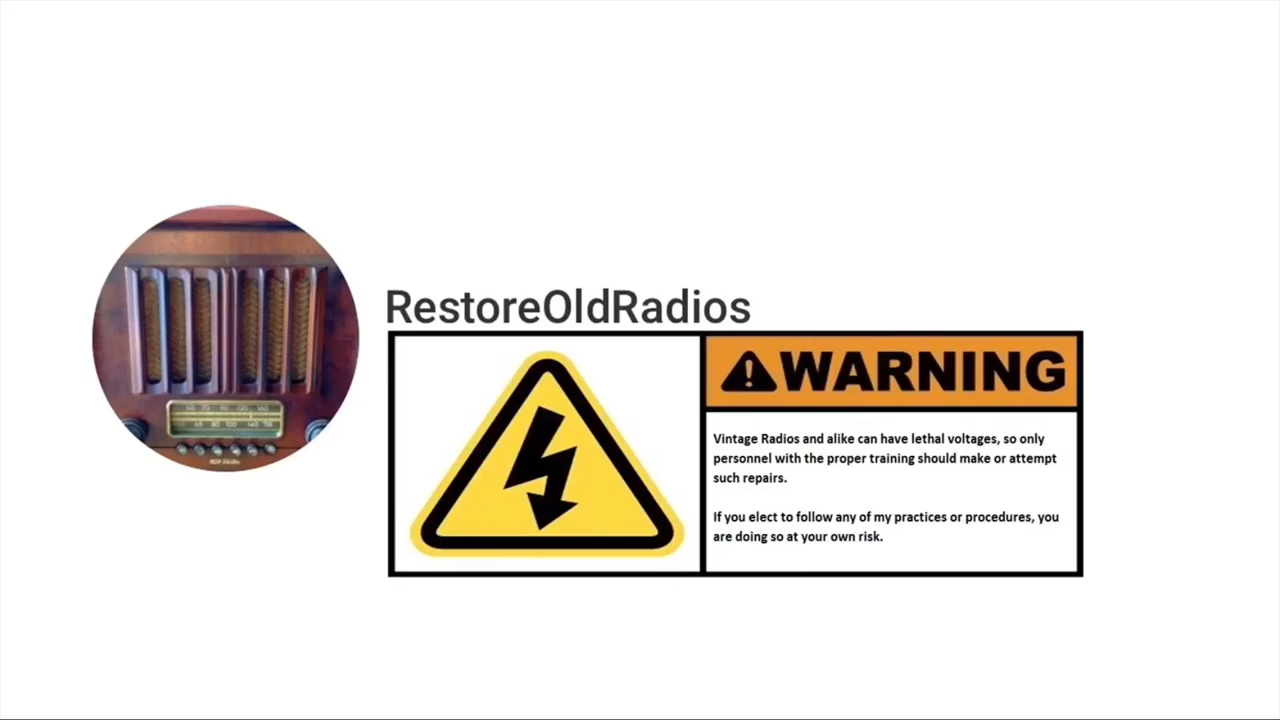 RestoreOldRadios
WARNING
Vintage Radios and alike can have lethal voltages, so only
personnel with the proper training should make or attempt
such repairs.
If you elect to follow any of my practices or procedures, you
are doing so at your own risk.